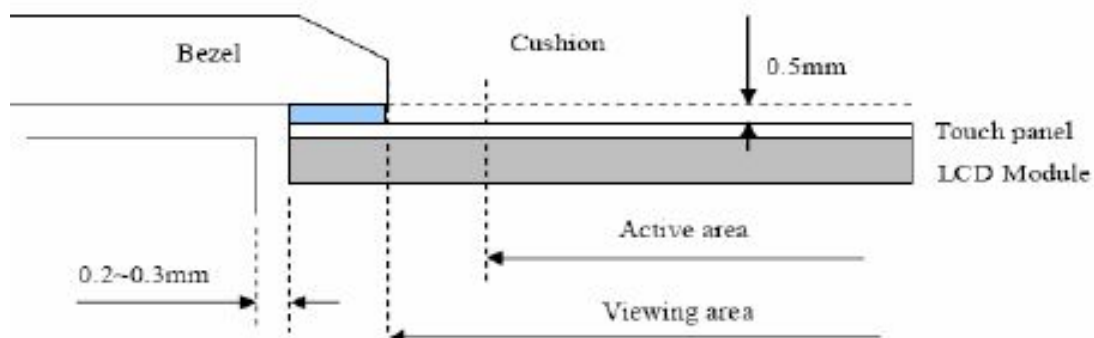 Cushion
Bezel
0.5mm
Touch panel
LCD Module
Active area
0.2~0.3mm
Viewing area